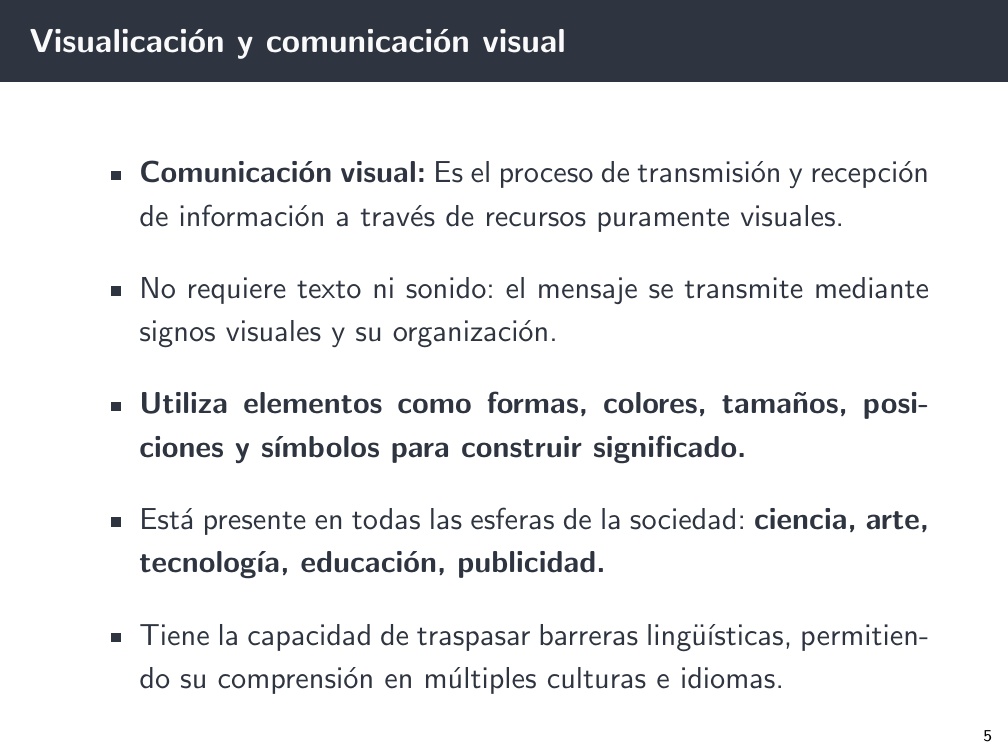 Visualicación y comunicación visual
▪ Comunicación visual: Es el proceso de transmisión y recepción
de información a través de recursos puramente visuales.
▪ No requiere texto ni sonido: el mensaje se transmite mediante
signos visuales y su organización.
▪ Utiliza elementos como formas, colores, tamaños, posi-
ciones y símbolos para construir significado.
▪ Está presente en todas las esferas de la sociedad: ciencia, arte,
tecnología, educación, publicidad.
▪ Tiene la capacidad de traspasar barreras lingüísticas, permitien-
do su comprensión en múltiples culturas e idiomas.
5